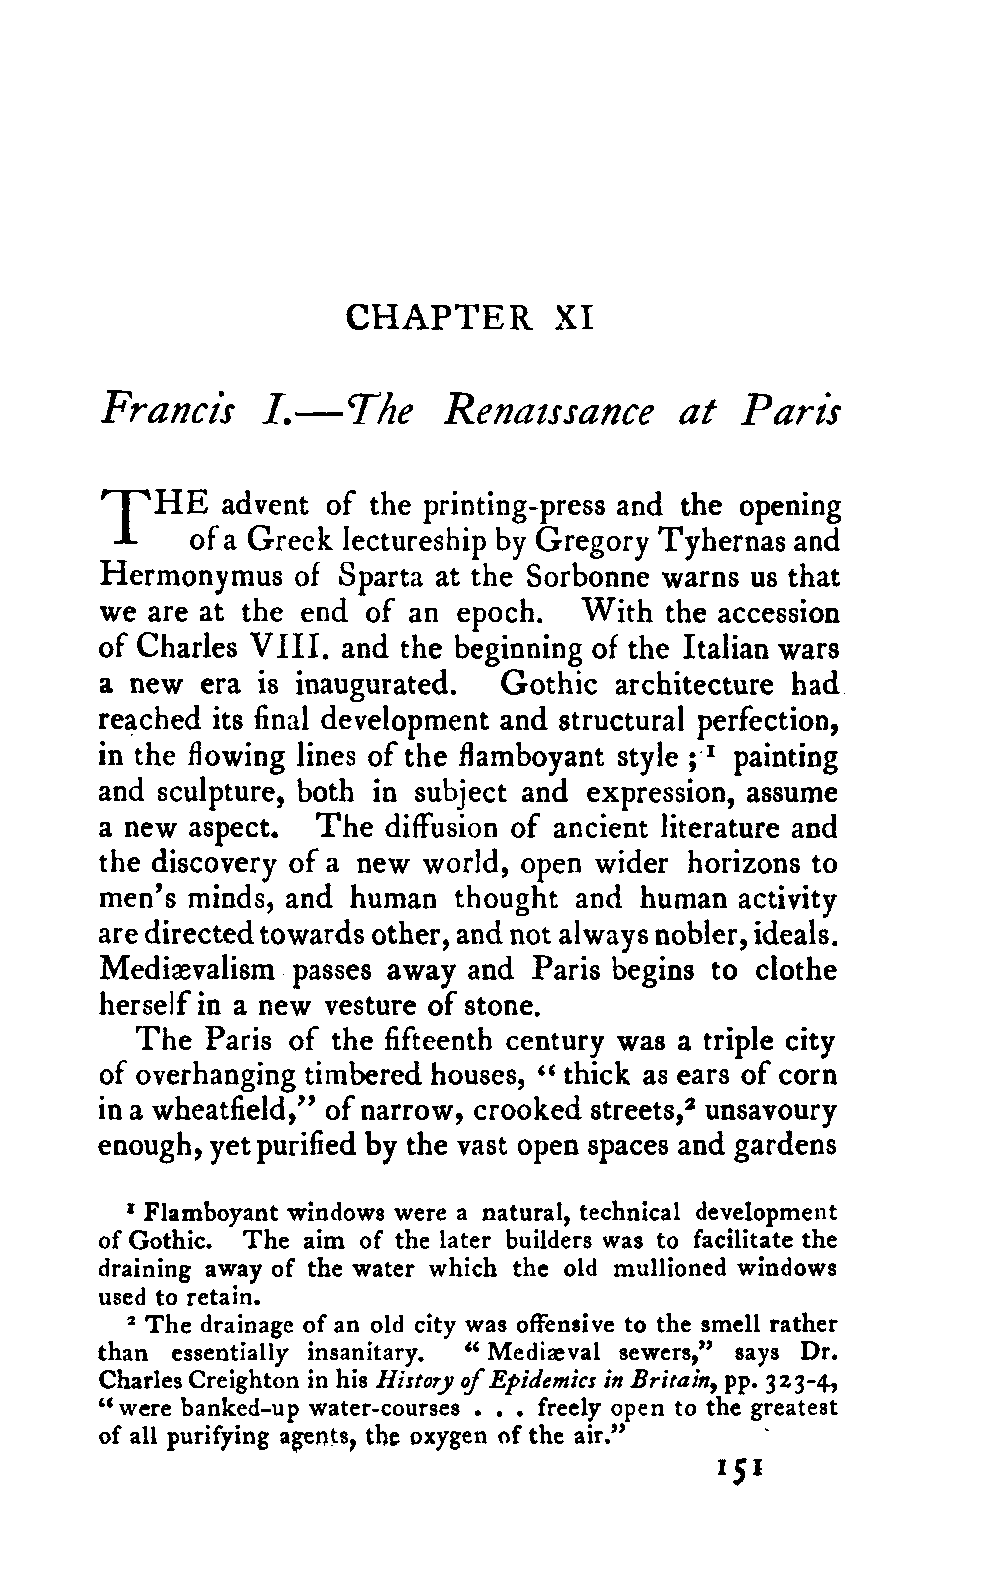 CHAPTER XI
Francis I.—The Renaissance at Paris
THE advent of the printing-press and the opening
of a Greek lectureship by Gregory Tyhernas and
Hermonymus of Sparta at the Sorbonne warns us that
we are at the end of an epoch. With the accession
of Charles VIII. and the beginning of the Italian wars
a new era is inaugurated. Gothic architecture had
reached its final development and structural perfection,
in the flowing lines of the flamboyant style ;¹ painting
and sculpture, both in subject and expression, assume
a new aspect. The diffusion of ancient literature and
the discovery of a new world, open wider horizons to
men's minds, and human thought and human activity
are directed towards other, and not always nobler, ideals.
Mediævalism passes away and Paris begins to clothe
herself in a new vesture of stone.
The Paris of the fifteenth century was a triple city
of overhanging timbered houses, “ thick as ears of corn
in a wheatfield,” of narrow, crooked streets,² unsavoury
enough, yet purified by the vast open spaces and gardens
¹ Flamboyant windows were a natural, technical development
of Gothic. The aim of the later builders was to facilitate the
draining away of the water which the old mullioned windows
used to retain.
² The drainage of an old city was offensive to the smell rather
than essentially insanitary. “ Mediæval sewers,” says Dr.
Charles Creighton in his History of Epidemics in Britain, pp. 323-4,
“ were banked-up water-courses . . . freely open to the greatest
of all purifying agents, the oxygen of the air.”
151